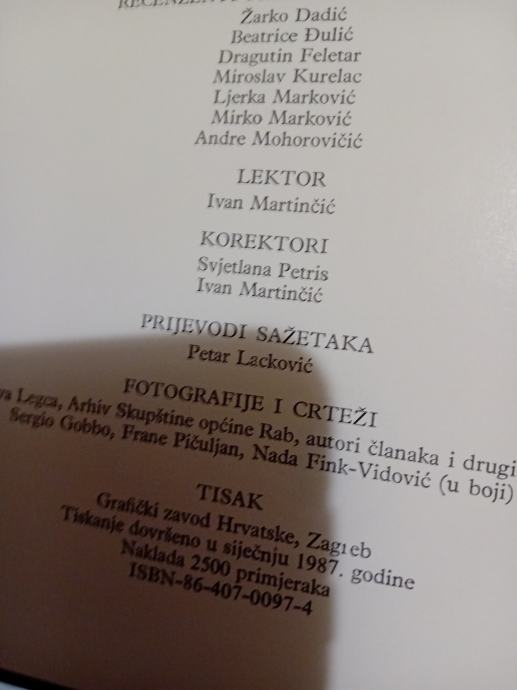 Žarko Dadić
Beatrice Đulić
Dragutin Feletar
Miroslav Kurelac
Ljerka Marković
Mirko Marković
Andre Mohorovičić
LEKTOR
Ivan Martinčić
KOREKTORI
Svjetlana Petris
Ivan Martinčić
PRIJEVODI SAŽETAKA
Petar Lacković
FOTOGRAFIJE I CRTEŽI
Legca, Arhiv Skupštine općine Rab, autori članaka i drugi
Sergio Gobbo, Frane Pičuljan, Nada Fink-Vidović (u boji)
TISAK
Grafički zavod Hrvatske, Zagreb
Tiskanje dovršeno u siječnju 1987. godine
Naklada 2500 primjeraka
ISBN-86-407-0097-4